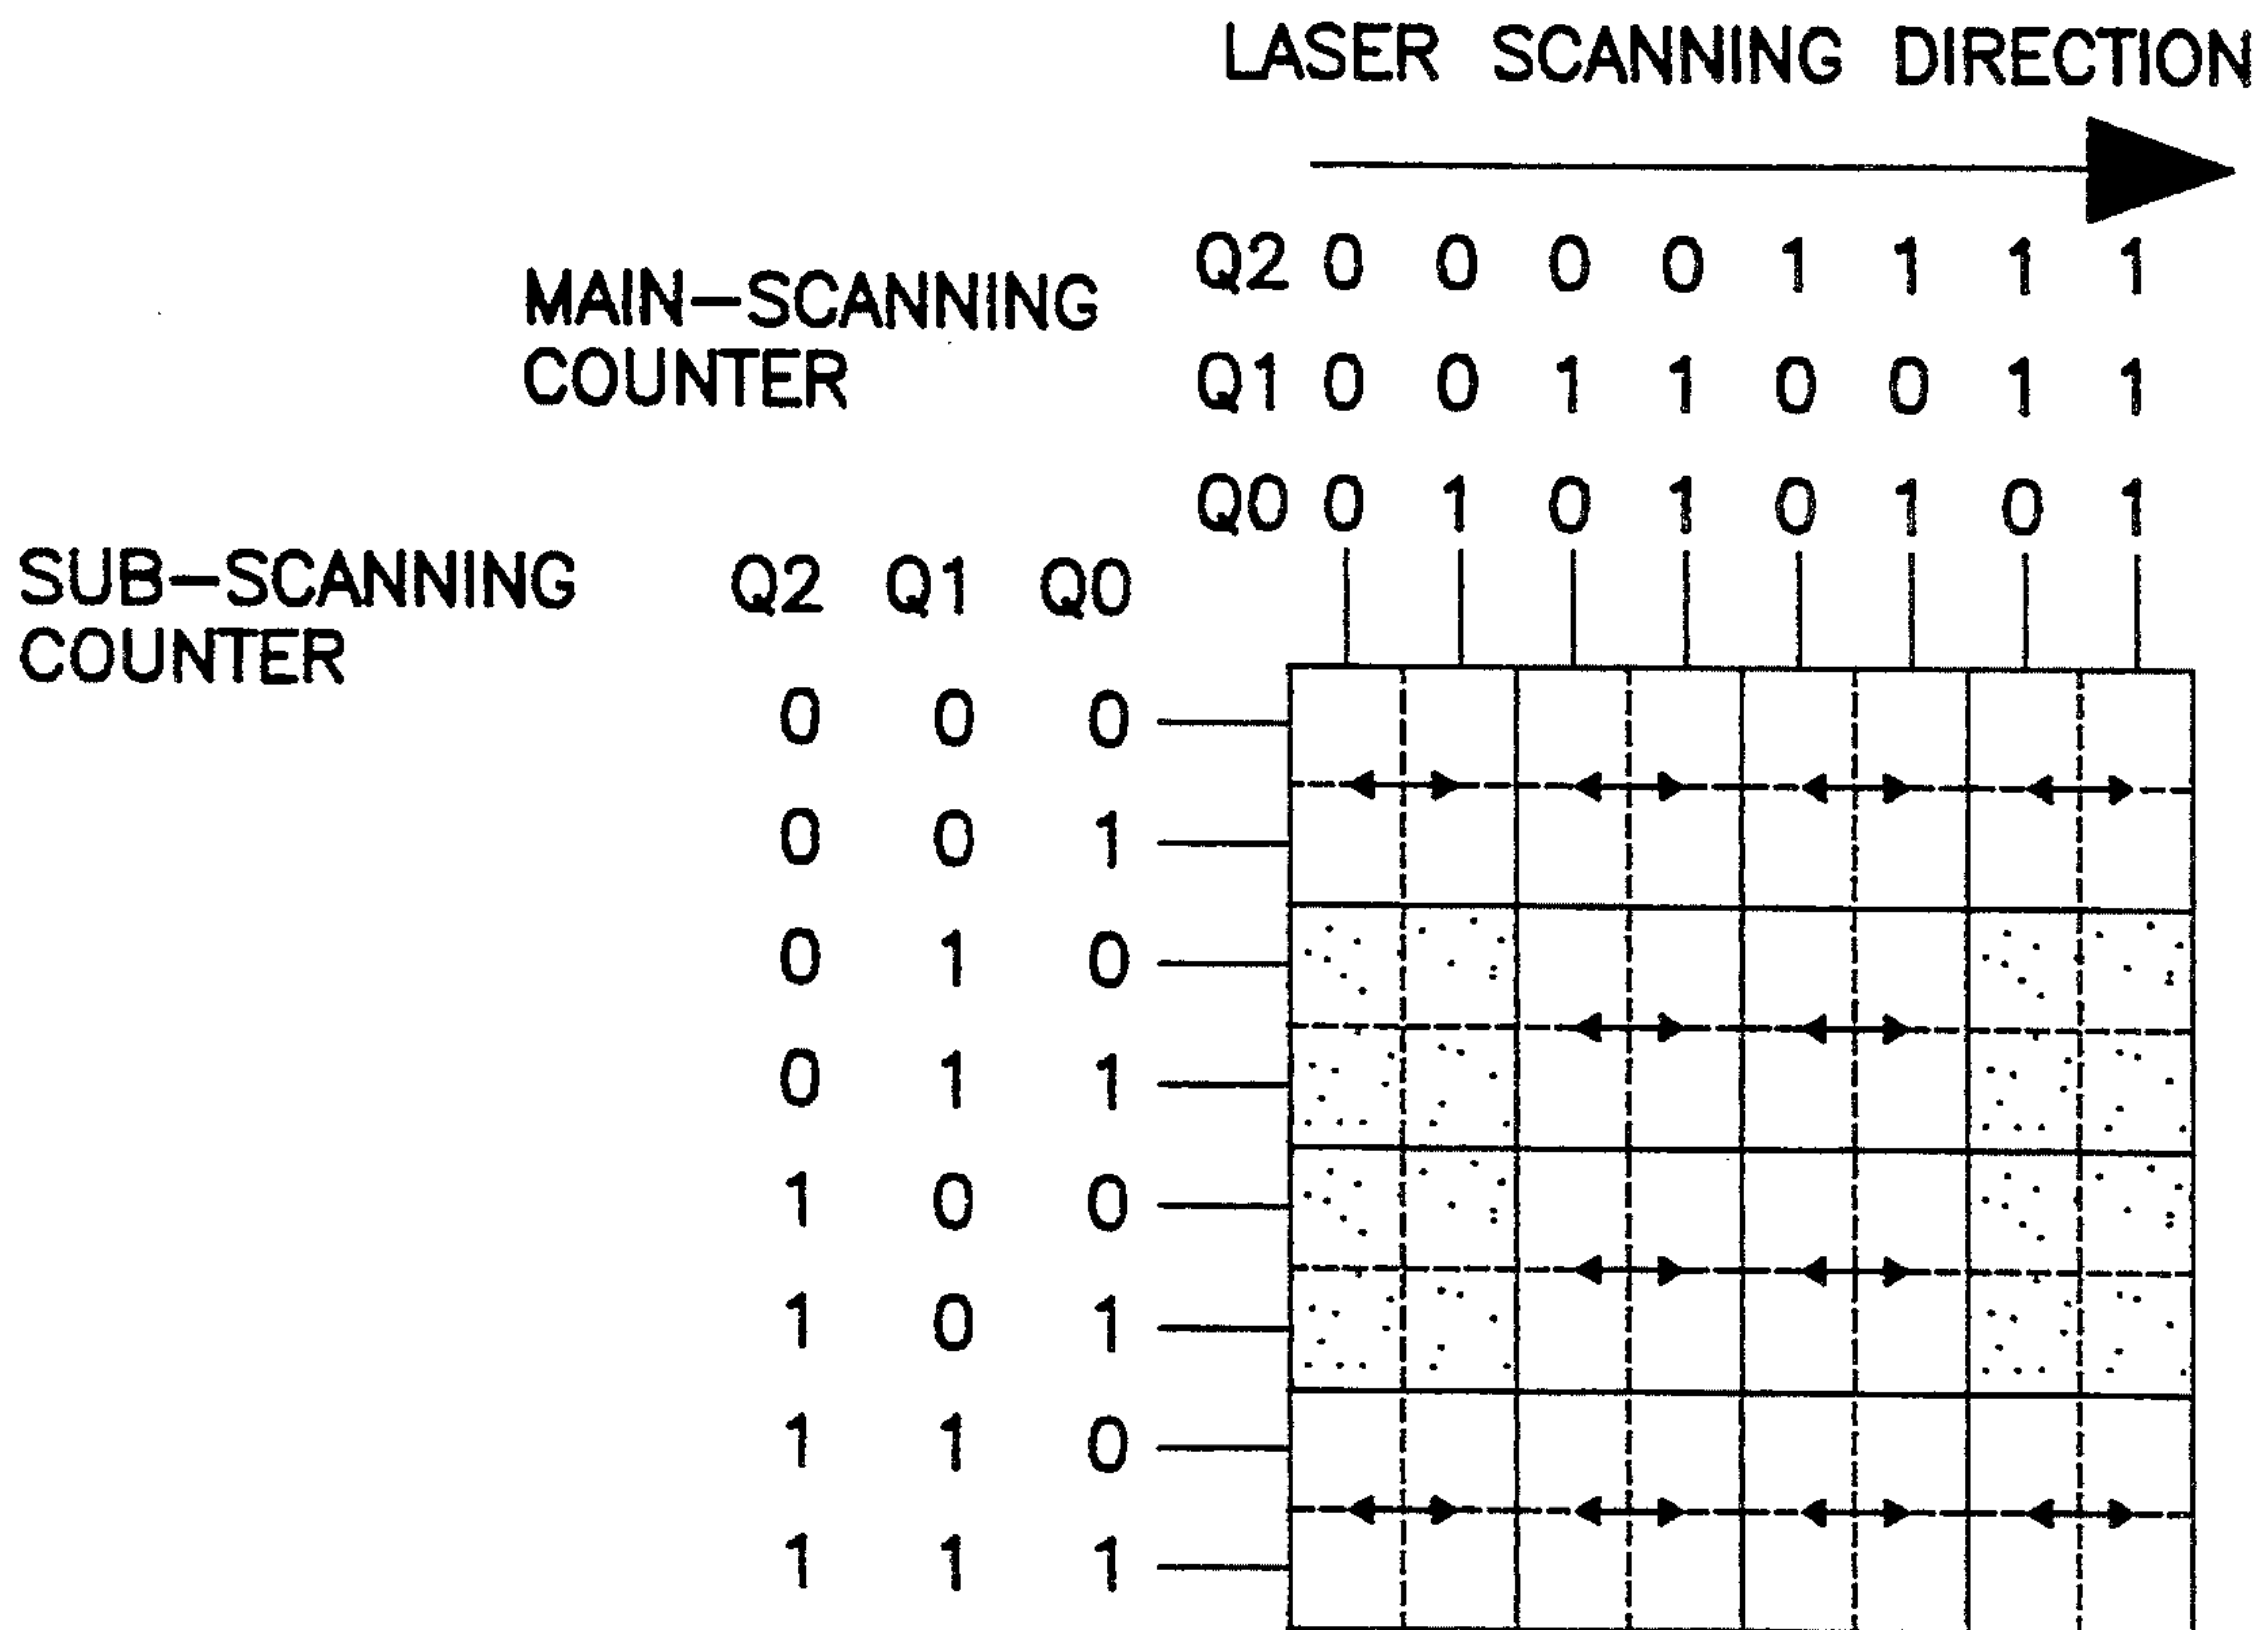 LASER SCANNING DIRECTION
MAIN-SCANNING
COUNTER
Q2 0 0 0 0 1 1 1 1
Q1 0 0 1 1 0 0 1 1
Q0 0 1 0 1 0 1 0 1
SUB-SCANNING
COUNTER
Q2 Q1 Q0
0 0 0
0 0 1
0 1 0
0 1 1
1 0 0
1 0 1
1 1 0
1 1 1